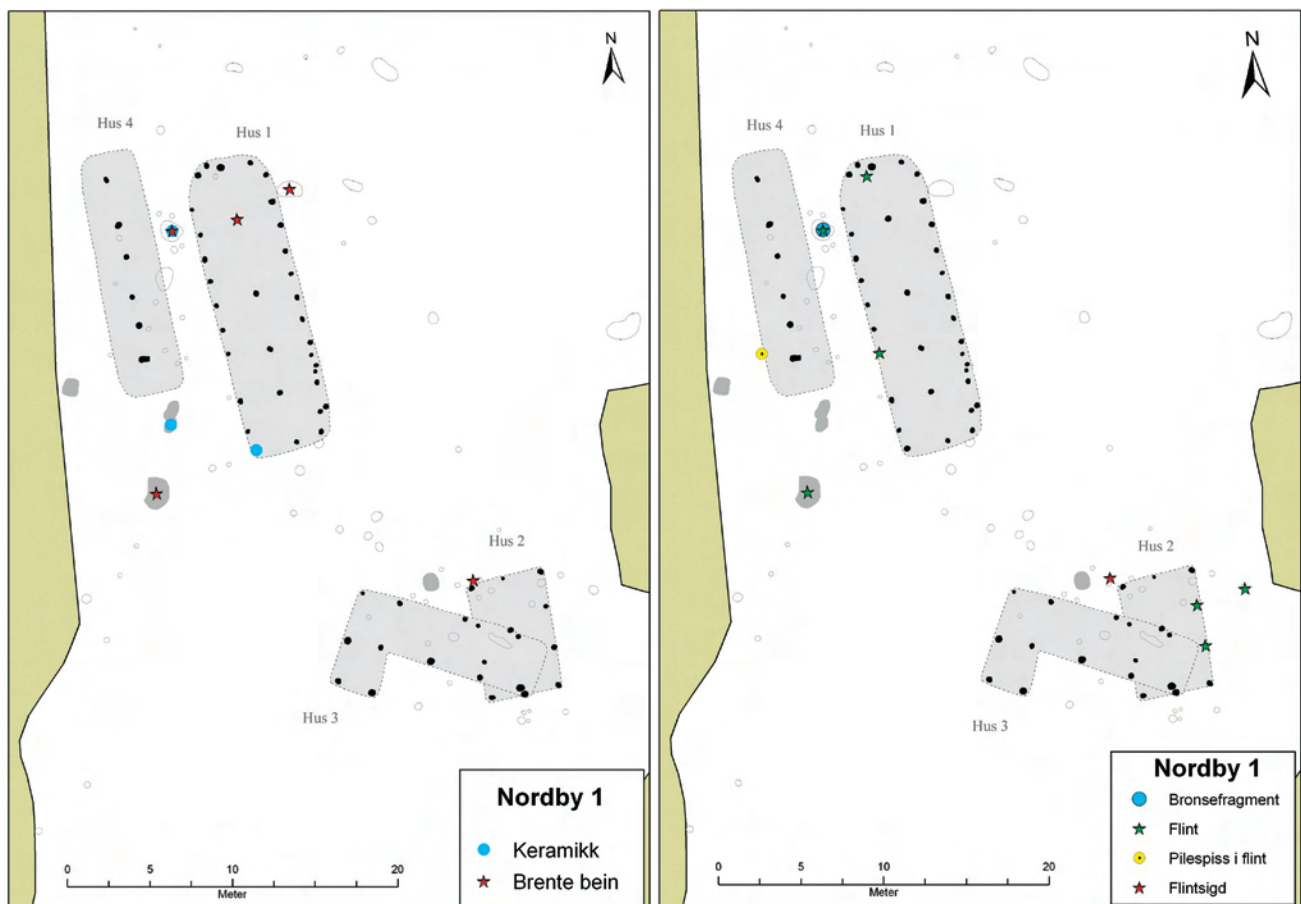 N
Hus 4
Hus 1
Hus 2
Hus 3
Nordby 1
Keramikk
Brente bein
0 5 10 20
Meter
N
Hus 4
Hus 1
Hus 2
Hus 3
Nordby 1
Bronsefragment
Flint
Pilespiss i flint
Flintsigd
0 5 10 20
Meter